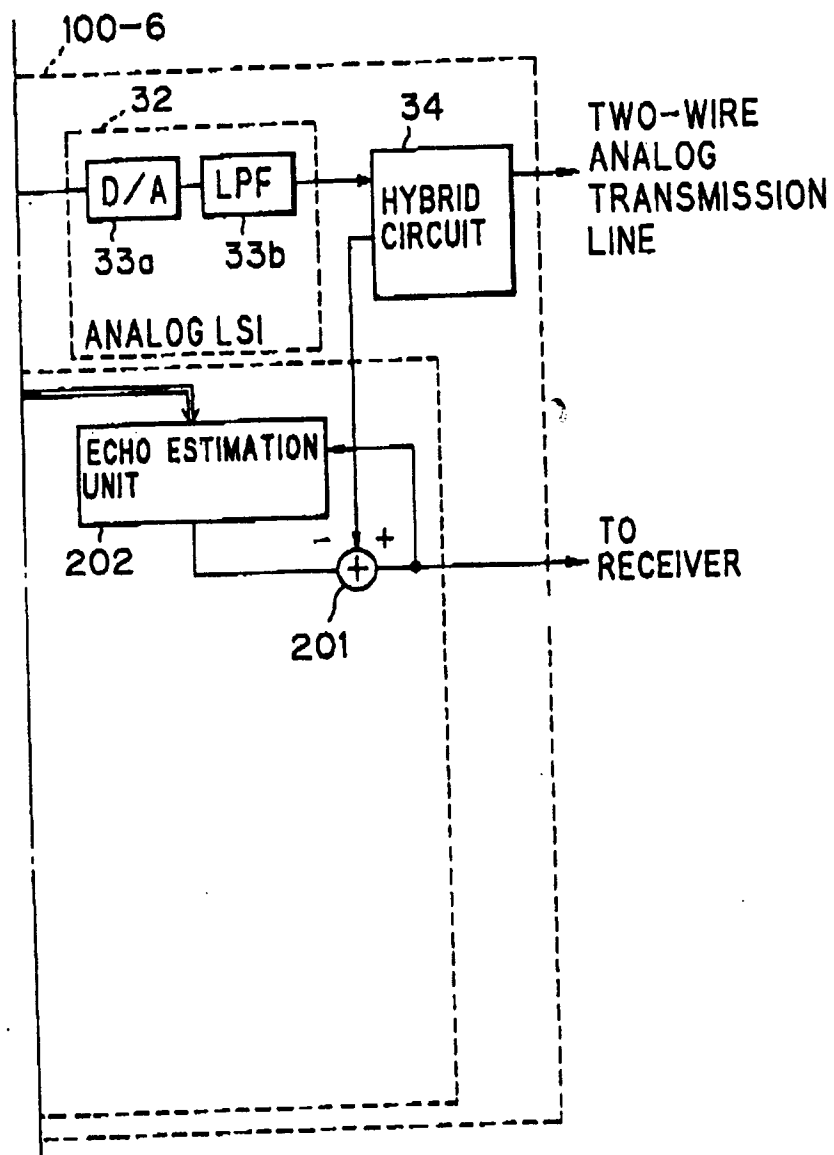 100-6
32
34
D/A
LPF
33a
33b
ANALOG LSI
HYBRID
CIRCUIT
TWO-WIRE
ANALOG
TRANSMISSION
LINE
ECHO ESTIMATION
UNIT
202
- +
+
201
TO
RECEIVER